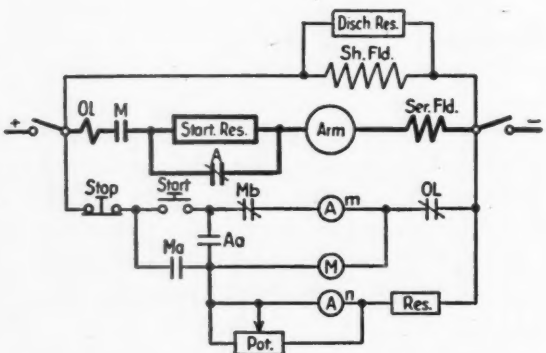 Disch Res.
Sh. Fld.
+ OL M Start. Res. Arm Ser. Fld. −
A
Stop Start Mb A m OL
Ma Aa M
A n Res.
Pot.